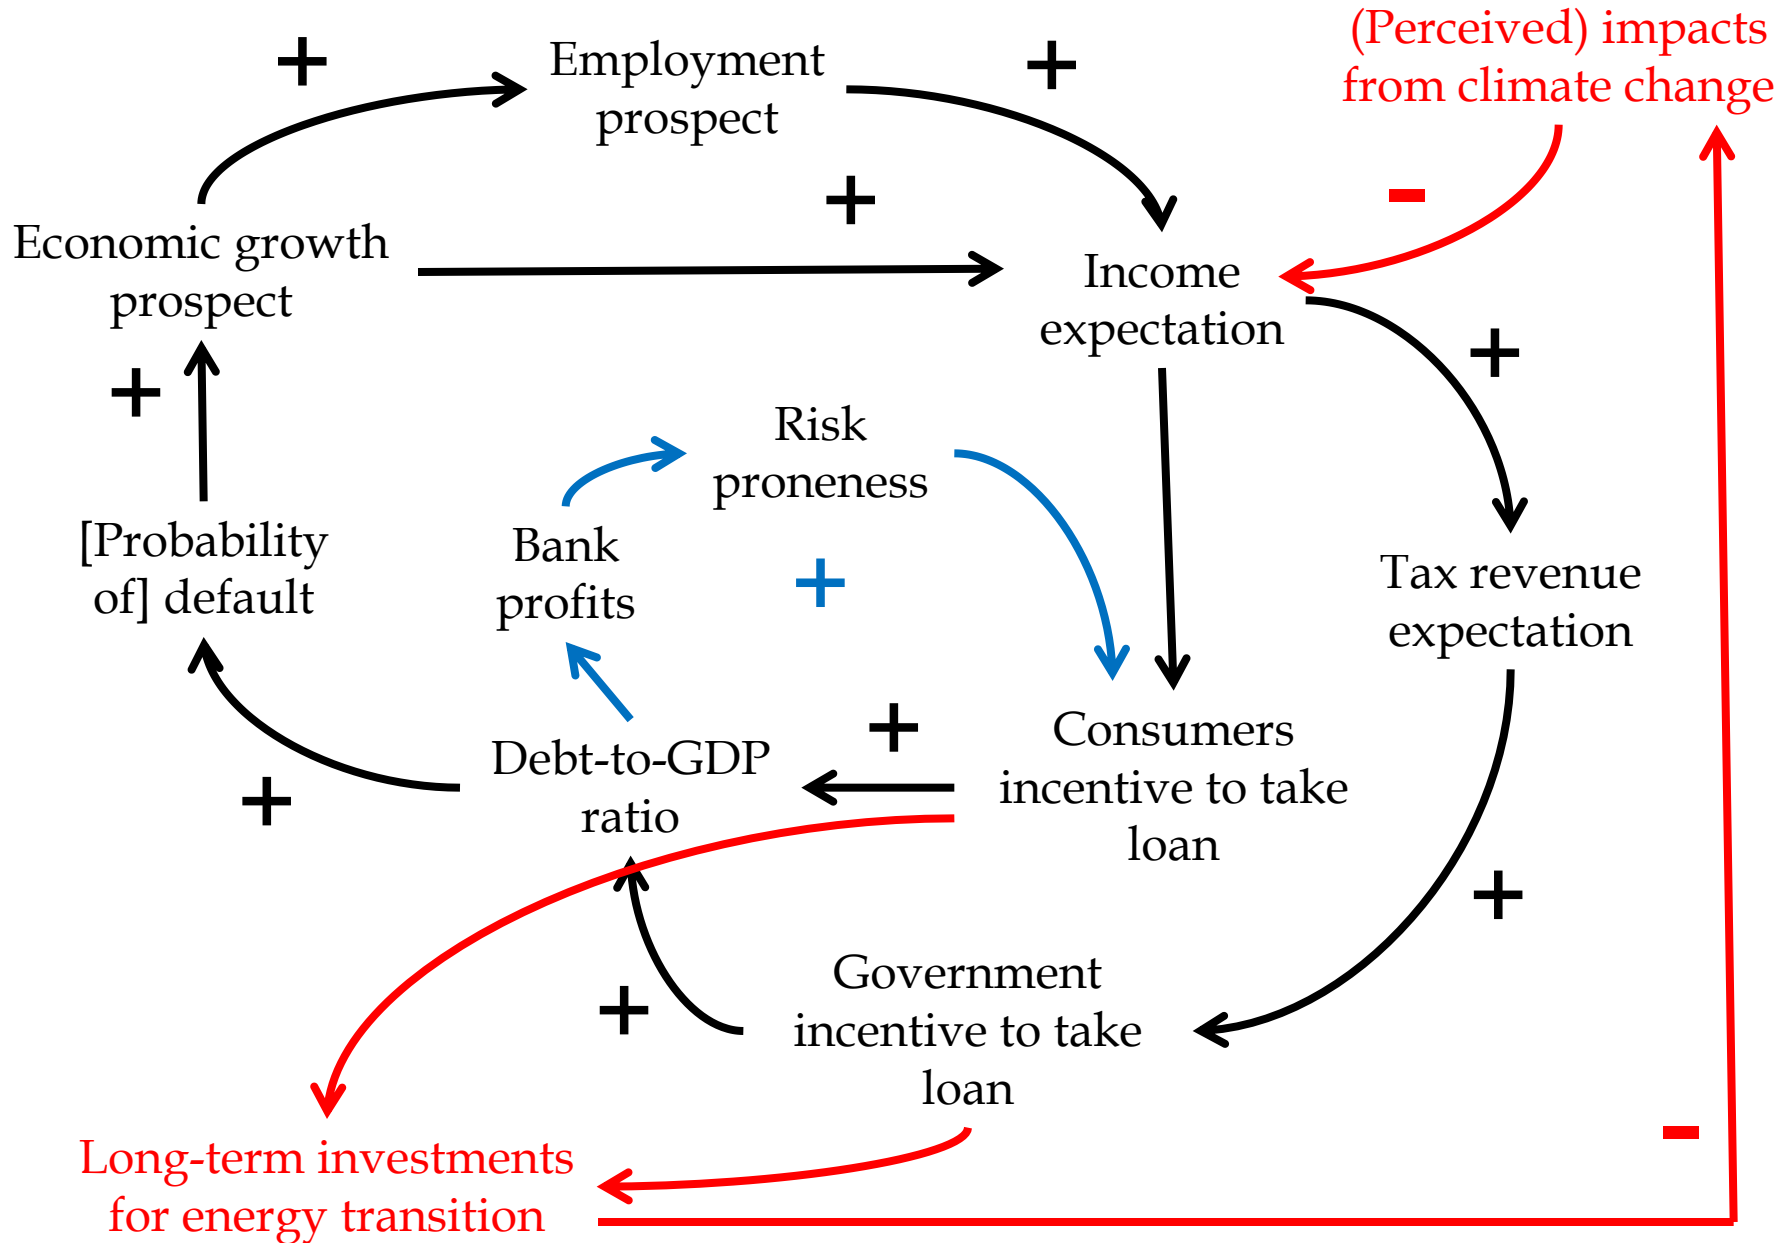 (Perceived) impacts
from climate change
+
Employment
prospect
+
+
-
Economic growth
prospect
Income
expectation
+
+
Risk
proneness
[Probability
of] default
Bank
profits
+
Tax revenue
expectation
+
Consumers
incentive to take
loan
Debt-to-GDP
ratio
+
+
Government
incentive to take
loan
+
-
Long-term investments
for energy transition